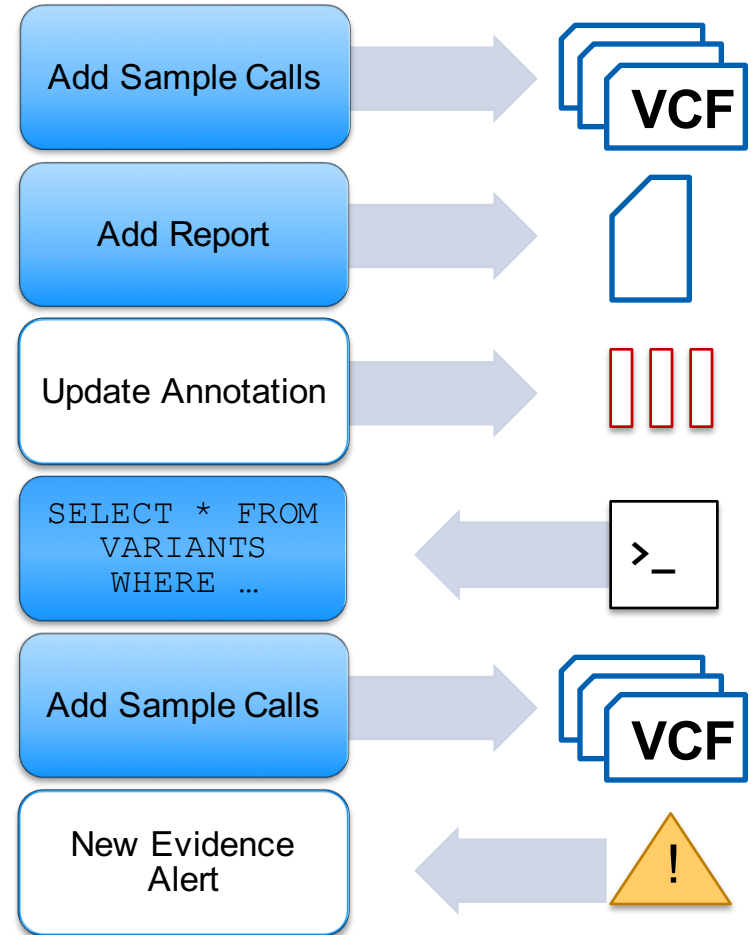 Add Sample Calls
VCF
Add Report
Update Annotation
SELECT * FROM
VARIANTS
WHERE …
>_
Add Sample Calls
VCF
New Evidence
Alert
!